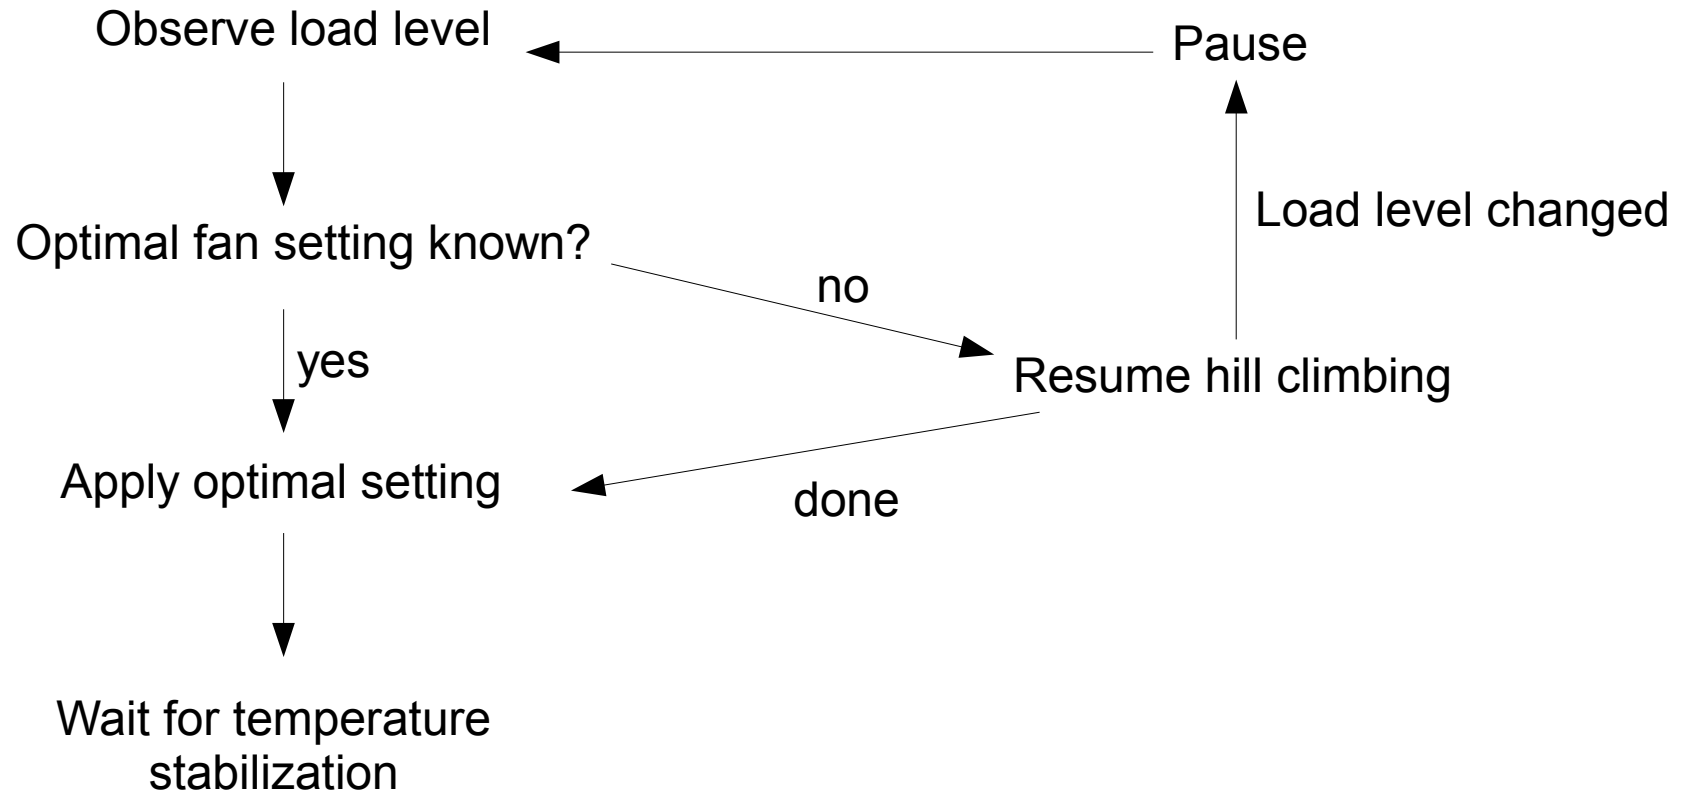 Observe load level
Pause
Load level changed
Optimal fan setting known?
no
yes
Resume hill climbing
Apply optimal setting
done
Wait for temperature
stabilization